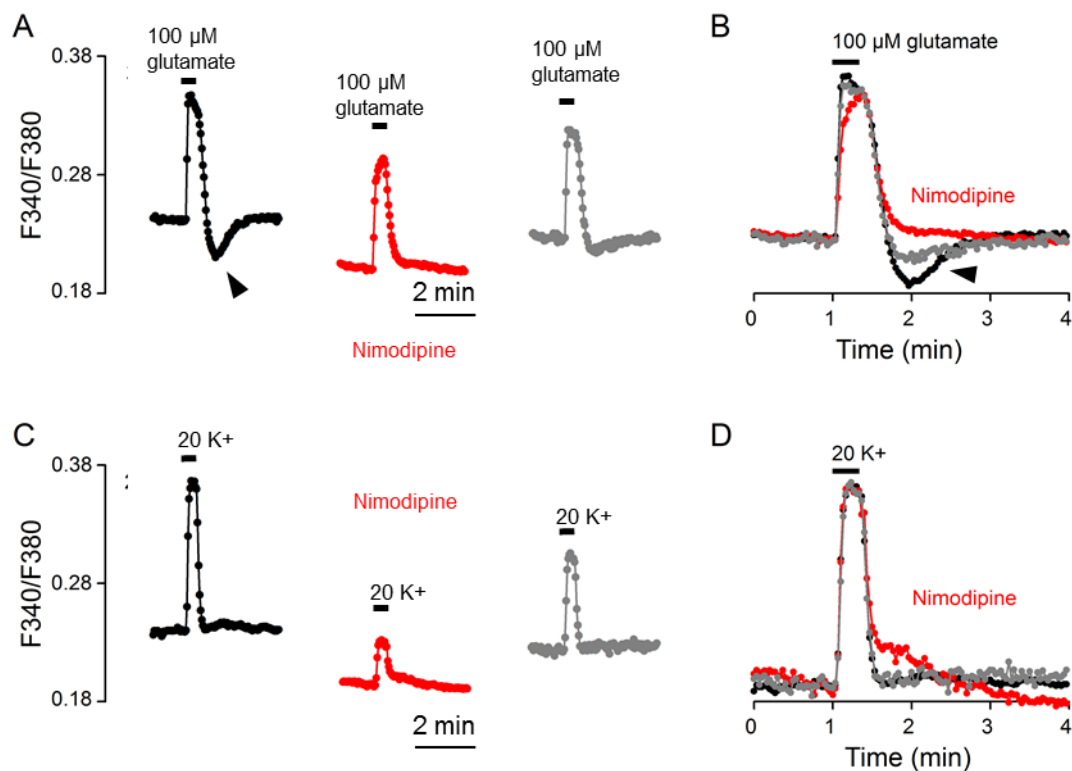 A
100 µM
glutamate
100 µM
glutamate
100 µM
glutamate
F340/F380
0.38
0.28
0.18
2 min
Nimodipine
B
100 µM glutamate
Nimodipine
0
1
2
3
4
Time (min)
C
20 K+
Nimodipine
20 K+
20 K+
F340/F380
0.38
0.28
0.18
2 min
D
20 K+
Nimodipine
0
1
2
3
4
Time (min)